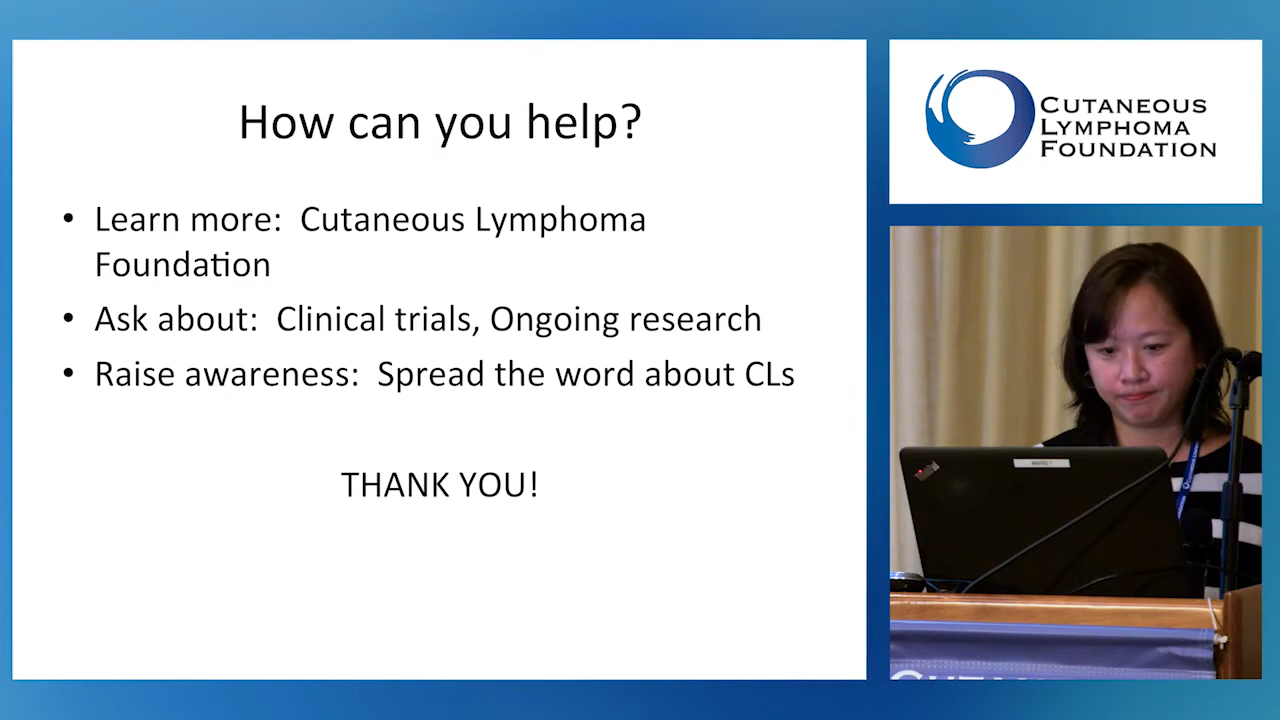 How can you help?
• Learn more: Cutaneous Lymphoma
Foundation
• Ask about: Clinical trials, Ongoing research
• Raise awareness: Spread the word about CLs
THANK YOU!
CUTANEOUS
LYMPHOMA
FOUNDATION